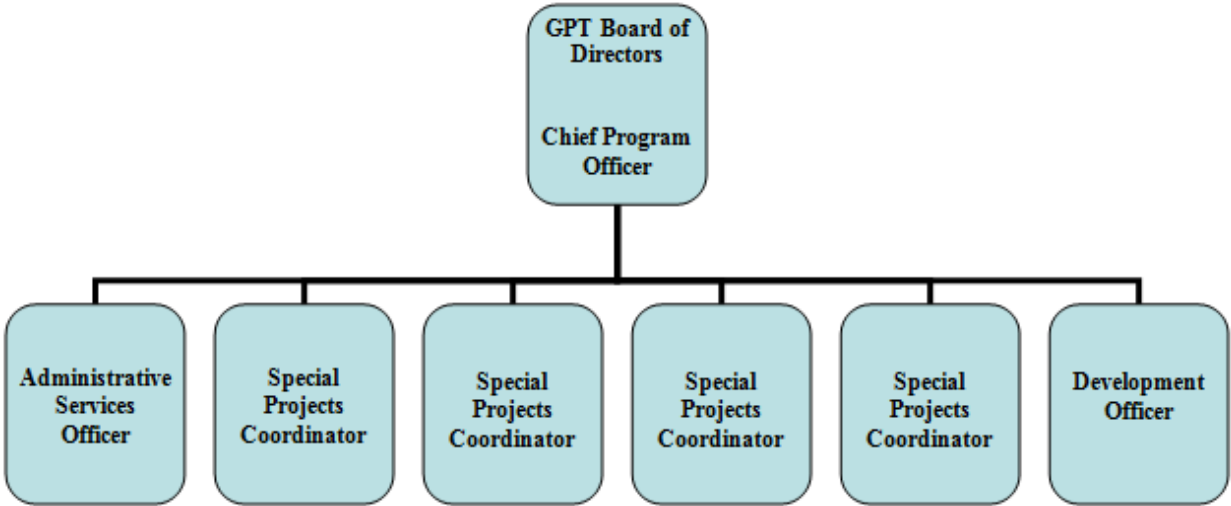 GPT Board of
Directors
Chief Program
Officer
Administrative
Services
Officer
Special
Projects
Coordinator
Special
Projects
Coordinator
Special
Projects
Coordinator
Special
Projects
Coordinator
Development
Officer